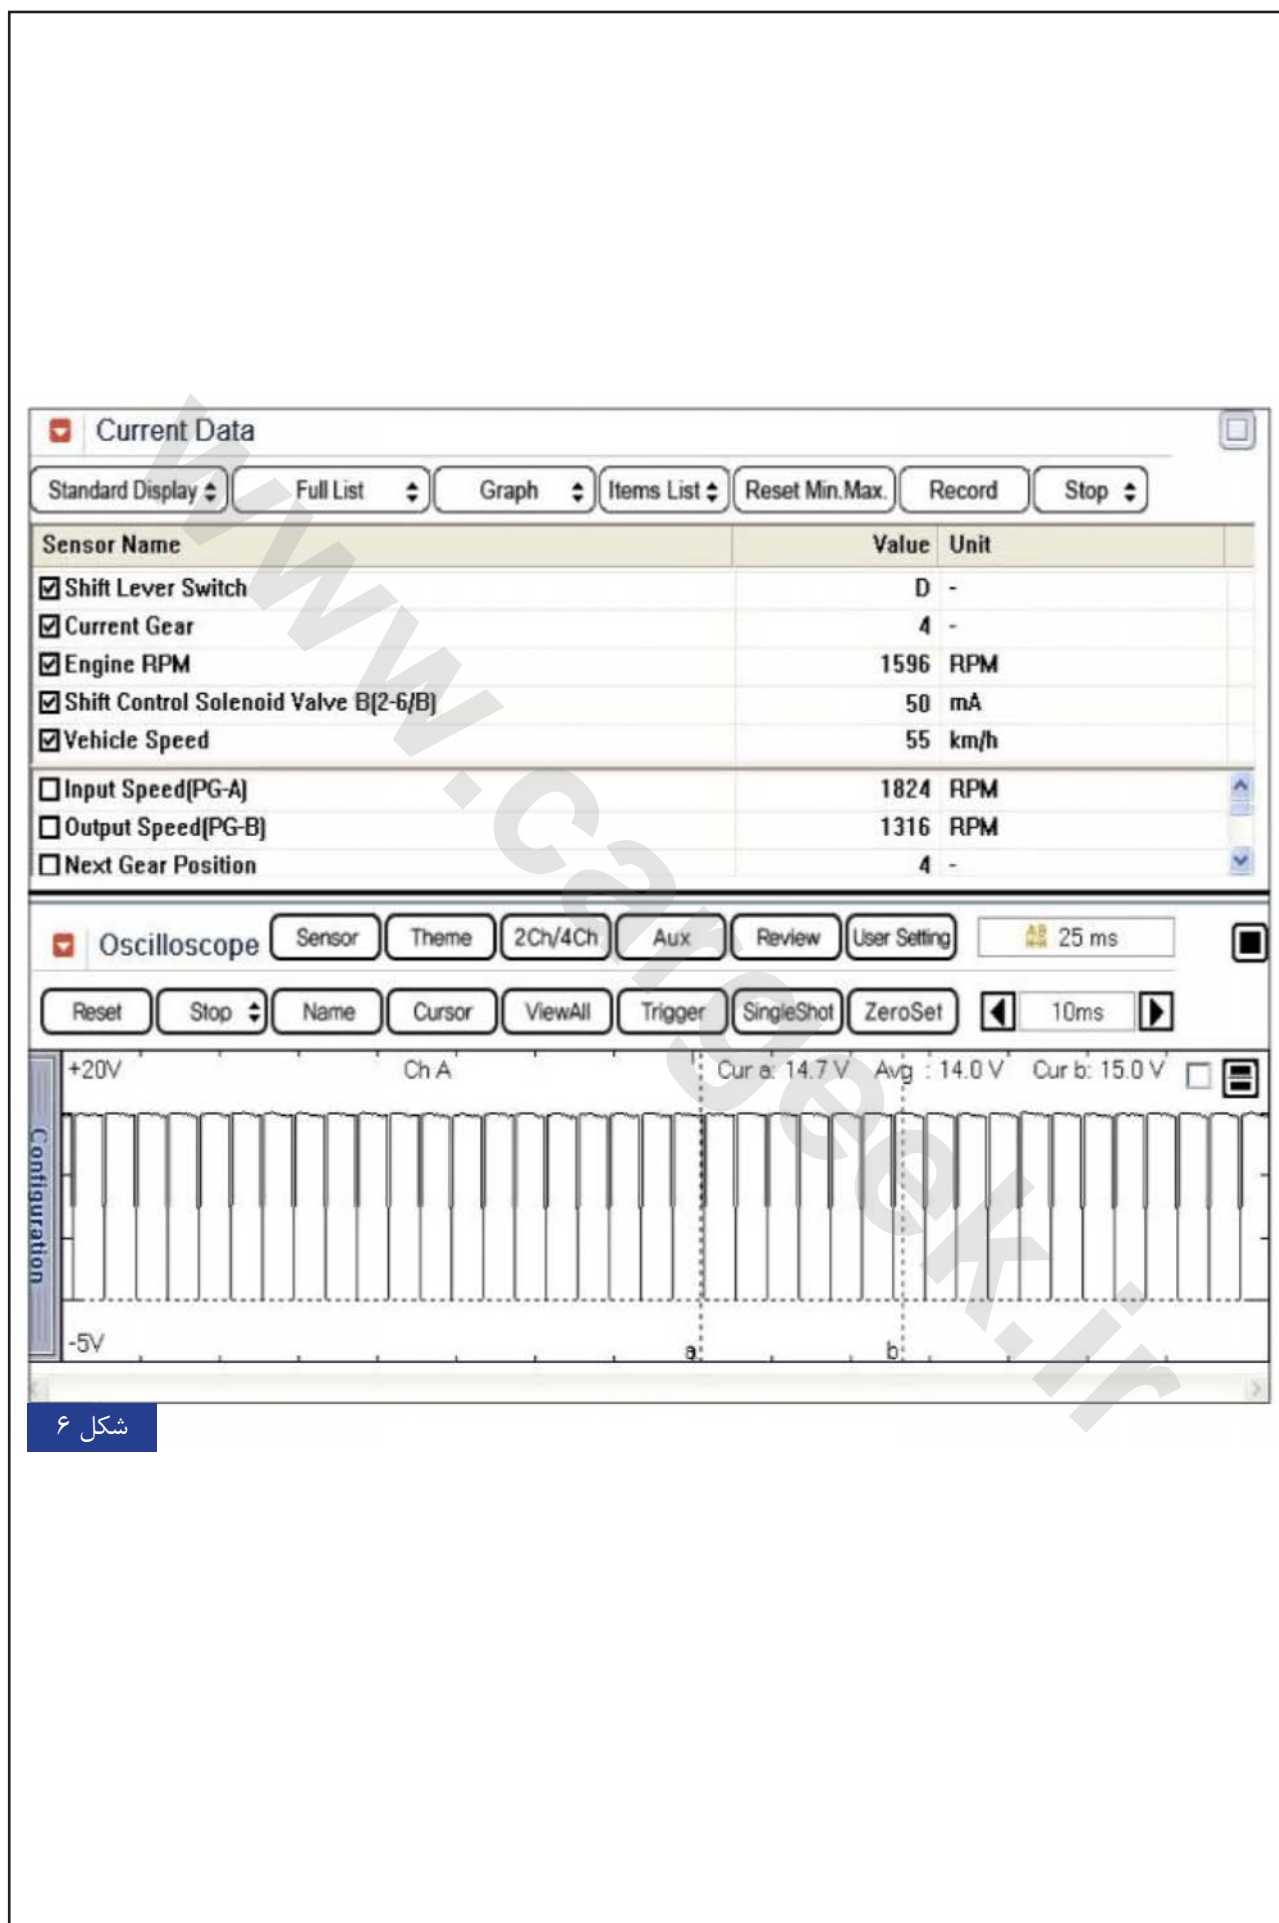 Current Data
Standard Display Full List Graph Items List Reset Min.Max. Record Stop
Sensor Name Value Unit
Shift Lever Switch D -
Current Gear 4 -
Engine RPM 1596 RPM
Shift Control Solenoid Valve B(2-6/B) 50 mA
Vehicle Speed 55 km/h
Input Speed(PG-A) 1824 RPM
Output Speed(PG-B) 1316 RPM
Next Gear Position 4 -
Oscilloscope Sensor Theme 2Ch/4Ch Aux Review User Setting AB 25 ms
Reset Stop Name Cursor ViewAll Trigger SingleShot ZeroSet 10ms
+20V Ch A Cur a: 14.7 V Avg : 14.0 V Cur b: 15.0 V
Configuration
-5V a b
شکل ۶
www.cargeek.ir